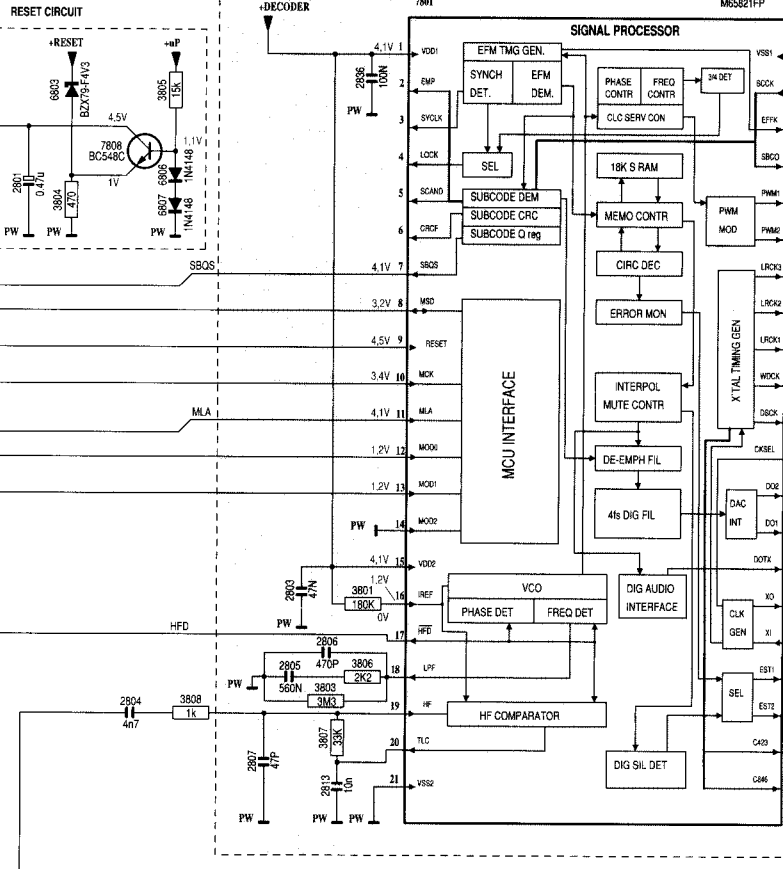 RESET CIRCUIT
+DECODER
7801
M65821FP
SIGNAL PROCESSOR
+RESET
+uP
6803
BZX79-F4V3
3805
15k
4,5V
7808
BC548C
1,1V
1V
6806
1N4148
6807
1N4148
2801
0.47u
3804
470
PW
PW
PW
2836
100N
PW
4,1V 1 VDD1
2 EMP
3 SYCLK
4 LOCK
5 SCAND
6 CRCF
SBQS
4,1V 7 SBQS
3,2V 8 MSD
4,5V 9 RESET
3,4V 10 MCK
MLA
4,1V 11 MLA
1,2V 12 MOD0
1,2V 13 MOD1
PW
14 MOD2
4,1V 15 VDD2
2803
47N
PW
3801
180K
1,2V
16 IREF
0V
HFD
17 HFD
2806
470P
2805
560N
3806
2K2
3803
3M3
PW
18 LPF
2804
4n7
3808
1k
19 HF
2807
47P
3807
33K
20 TLC
2813
10n
21 VSS2
PW
PW
PW
EFM TMG GEN.
SYNCH
DET.
EFM
DEM.
PHASE
CONTR
FREQ
CONTR
CLC SERV CON
3/4 DET
SEL
18K S RAM
SUBCODE DEM
SUBCODE CRC
SUBCODE Q reg
MEMO CONTR
PWM
MOD
CIRC DEC
ERROR MON
MCU INTERFACE
X TAL TIMING GEN
INTERPOL
MUTE CONTR
DE-EMPH FIL
4fs DIG FIL
DAC
INT
VCO
PHASE DET
FREQ DET
DIG AUDIO
INTERFACE
CLK
GEN
HF COMPARATOR
SEL
DIG SIL DET
VSS1
SCCK
EFFK
SBCO
PWM1
PWM2
LRCK3
LRCK2
LRCK1
WDCK
DSCK
CKSEL
DO2
DO1
DOTX
XO
XI
EST1
EST2
C423
C846